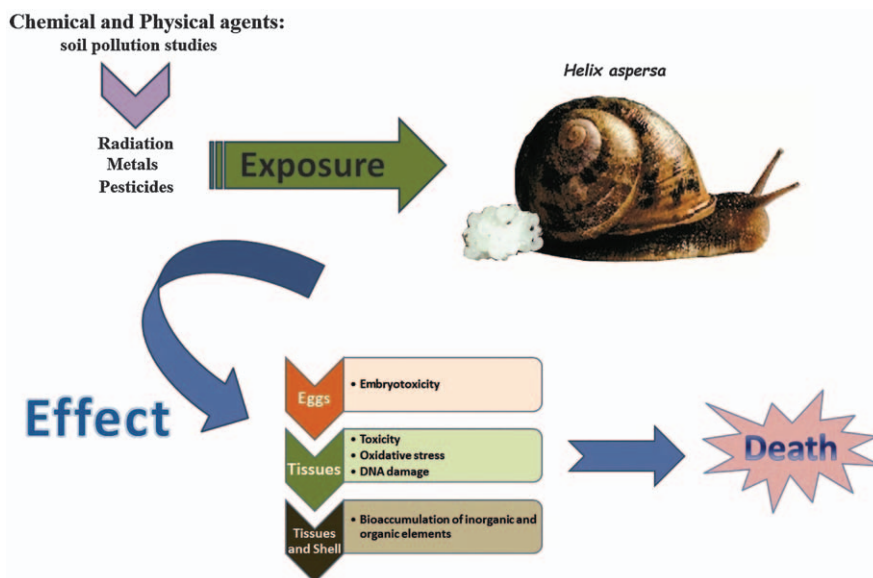 Chemical and Physical agents:
soil pollution studies
Radiation
Metals
Pesticides
Exposure
Helix aspersa
Effect
Eggs
• Embryotoxicity
Tissues
• Toxicity
• Oxidative stress
• DNA damage
Tissues
and Shell
• Bioaccumulation of inorganic and
organic elements
Death